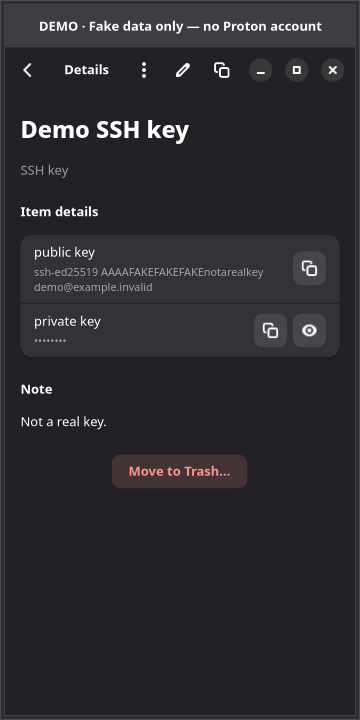 DEMO · Fake data only — no Proton account
Details
Demo SSH key
SSH key
Item details
public key
ssh-ed25519 AAAAFAKEFAKEFAKEnotarealkey
demo@example.invalid
private key
••••••••
Note
Not a real key.
Move to Trash...